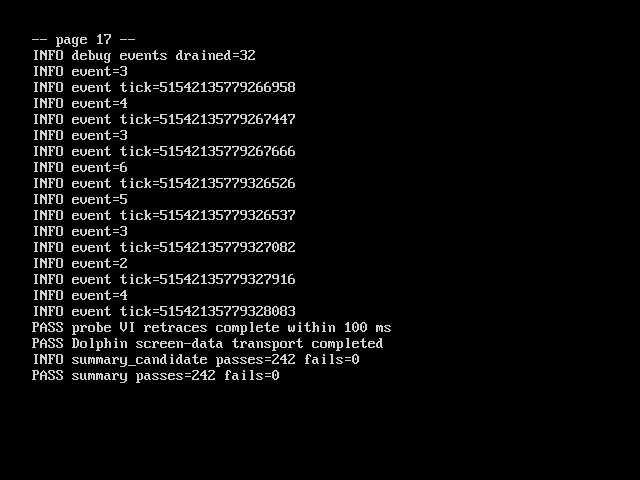 -- page 17 --
INFO debug events drained=32
INFO event=3
INFO event tick=51542135779266958
INFO event=4
INFO event tick=51542135779267447
INFO event=3
INFO event tick=51542135779267666
INFO event=6
INFO event tick=51542135779326526
INFO event=5
INFO event tick=51542135779326537
INFO event=3
INFO event tick=51542135779327082
INFO event=2
INFO event tick=51542135779327916
INFO event=4
INFO event tick=51542135779328083
PASS probe VI retraces complete within 100 ms
PASS Dolphin screen-data transport completed
INFO summary_candidate passes=242 fails=0
PASS summary passes=242 fails=0